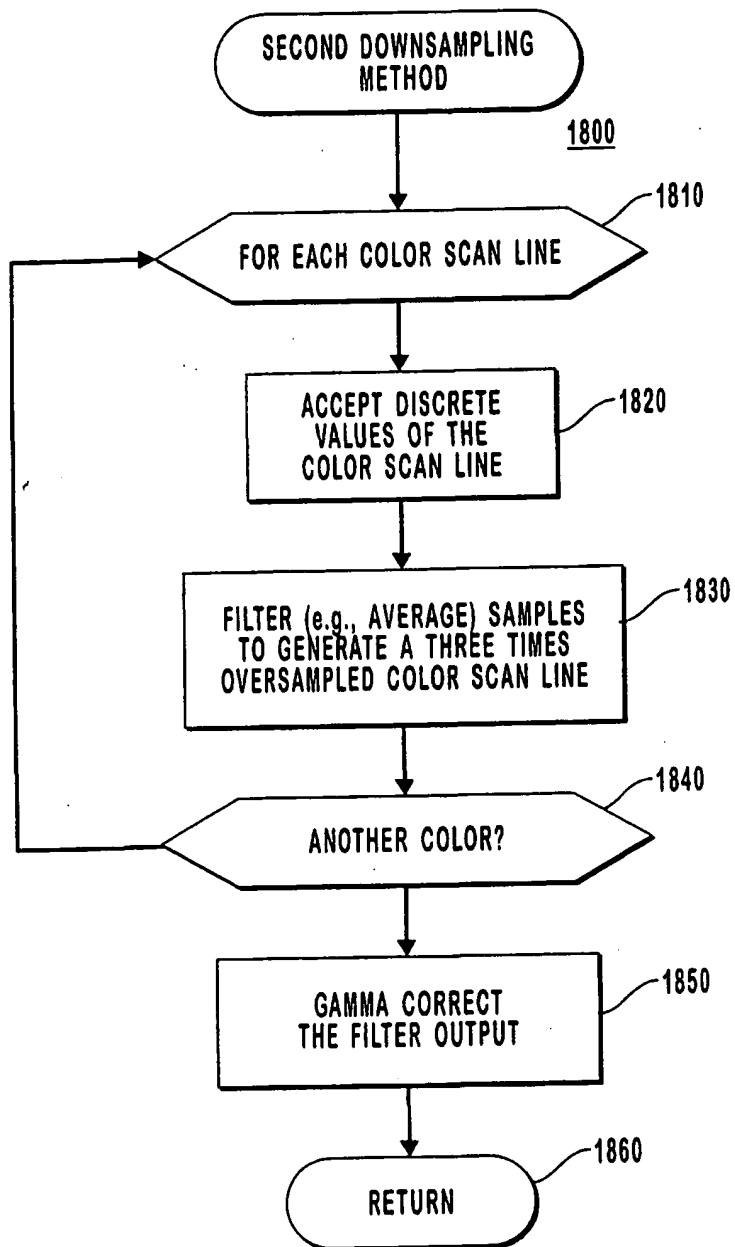 SECOND DOWNSAMPLING
METHOD
1800
1810
FOR EACH COLOR SCAN LINE
ACCEPT DISCRETE
VALUES OF THE
COLOR SCAN LINE
1820
FILTER (e.g., AVERAGE) SAMPLES
TO GENERATE A THREE TIMES
OVERSAMPLED COLOR SCAN LINE
1830
1840
ANOTHER COLOR?
GAMMA CORRECT
THE FILTER OUTPUT
1850
1860
RETURN